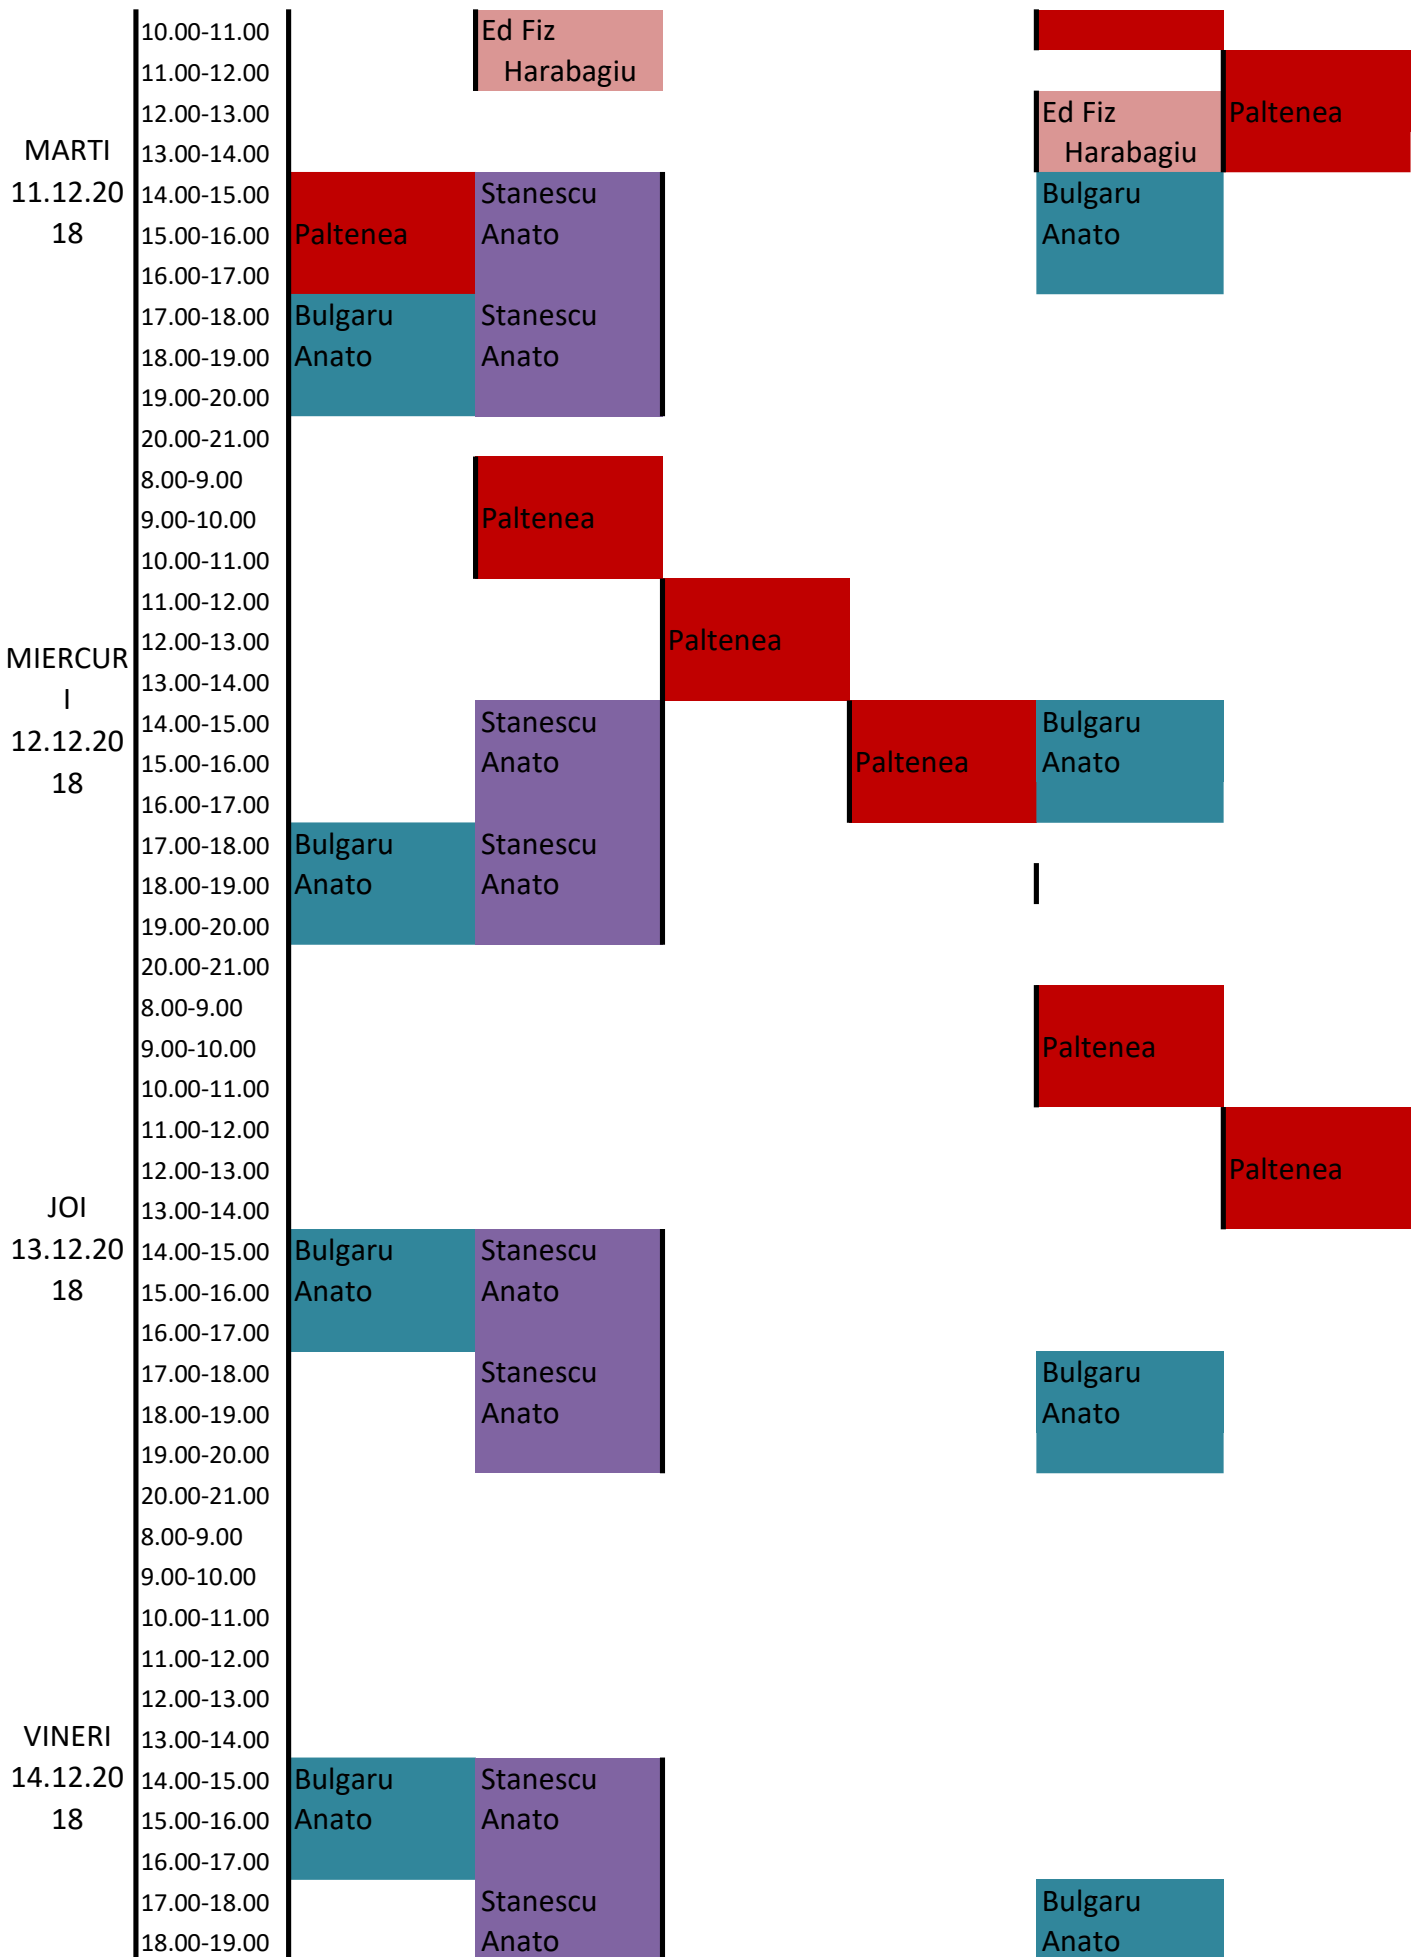 10.00-11.00 Ed Fiz
11.00-12.00 Harabagiu
12.00-13.00 Ed Fiz Paltenea
MARTI 13.00-14.00 Harabagiu
11.12.20 14.00-15.00 Stanescu Bulgaru
18 15.00-16.00 Paltenea Anato Anato
16.00-17.00
17.00-18.00 Bulgaru Stanescu
18.00-19.00 Anato Anato
19.00-20.00
20.00-21.00
8.00-9.00
9.00-10.00 Paltenea
10.00-11.00
11.00-12.00
12.00-13.00 Paltenea
MIERCUR
13.00-14.00
I
14.00-15.00 Stanescu Bulgaru
12.12.20
15.00-16.00 Anato Paltenea Anato
18
16.00-17.00
17.00-18.00 Bulgaru Stanescu
18.00-19.00 Anato Anato
19.00-20.00
20.00-21.00
8.00-9.00
9.00-10.00 Paltenea
10.00-11.00
11.00-12.00
12.00-13.00 Paltenea
JOI 13.00-14.00
13.12.20 14.00-15.00 Bulgaru Stanescu
18 15.00-16.00 Anato Anato
16.00-17.00
17.00-18.00 Stanescu Bulgaru
18.00-19.00 Anato Anato
19.00-20.00
20.00-21.00
8.00-9.00
9.00-10.00
10.00-11.00
11.00-12.00
12.00-13.00
VINERI 13.00-14.00
14.12.20 14.00-15.00 Bulgaru Stanescu
18 15.00-16.00 Anato Anato
16.00-17.00
17.00-18.00 Stanescu Bulgaru
18.00-19.00 Anato Anato